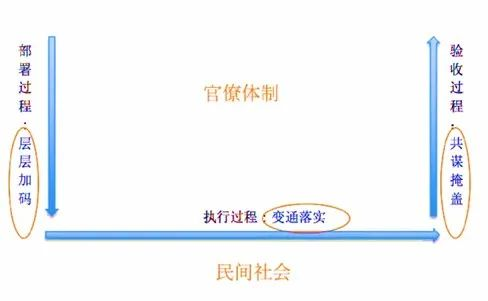 部署过程：层层加码
官僚体制
验收过程：共谋掩盖
执行过程：变通落实
民间社会